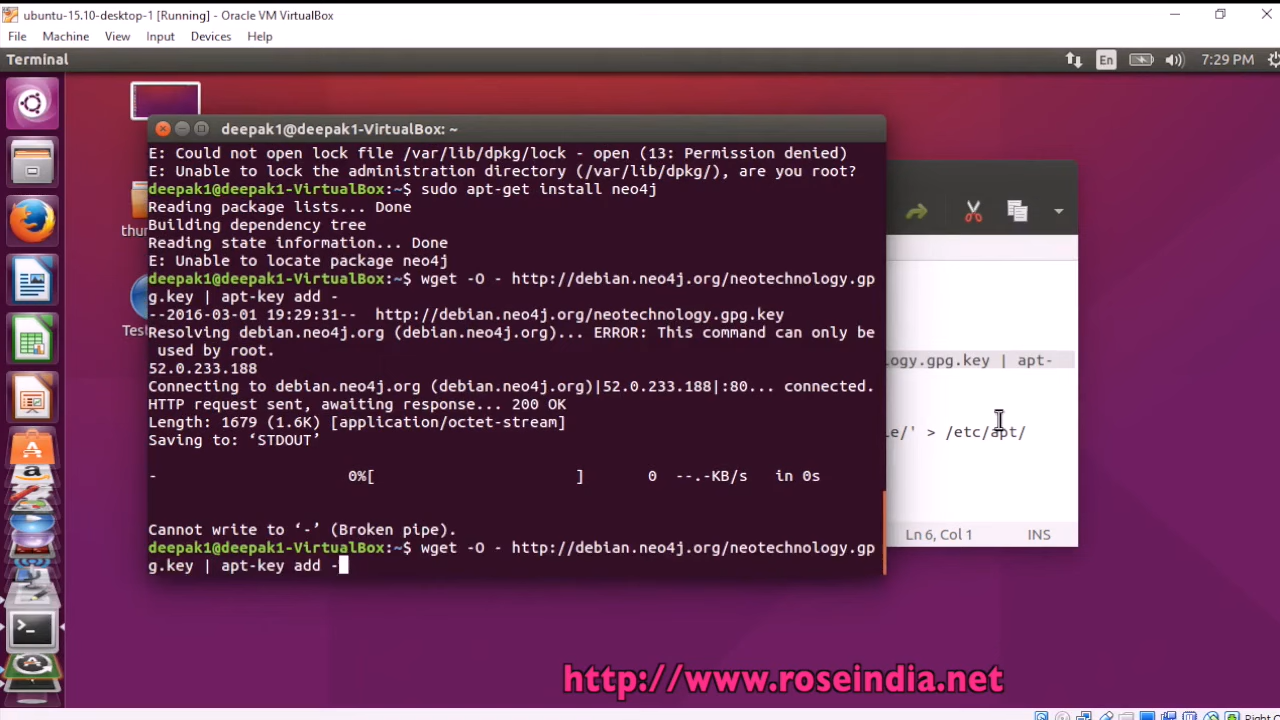 ubuntu-15.10-desktop-1 [Running] - Oracle VM VirtualBox
File Machine View Input Devices Help
Terminal
En
7:29 PM
deepak1@deepak1-VirtualBox: ~
E: Could not open lock file /var/lib/dpkg/lock - open (13: Permission denied)
E: Unable to lock the administration directory (/var/lib/dpkg/), are you root?
deepak1@deepak1-VirtualBox:~$ sudo apt-get install neo4j
Reading package lists... Done
Building dependency tree
Reading state information... Done
E: Unable to locate package neo4j
deepak1@deepak1-VirtualBox:~$ wget -O - http://debian.neo4j.org/neotechnology.gp
g.key | apt-key add -
--2016-03-01 19:29:31-- http://debian.neo4j.org/neotechnology.gpg.key
Resolving debian.neo4j.org (debian.neo4j.org)... ERROR: This command can only be
used by root.
52.0.233.188
Connecting to debian.neo4j.org (debian.neo4j.org)|52.0.233.188|:80... connected.
HTTP request sent, awaiting response... 200 OK
Length: 1679 (1.6K) [application/octet-stream]
Saving to: ‘STDOUT’
- 0%[ ] 0 --.-KB/s in 0s
Cannot write to ‘-’ (Broken pipe).
deepak1@deepak1-VirtualBox:~$ wget -O - http://debian.neo4j.org/neotechnology.gp
g.key | apt-key add -
thu
Test
logy.gpg.key | apt-
le/' > /etc/apt/
Ln 6, Col 1 INS
http://www.roseindia.net
Right C